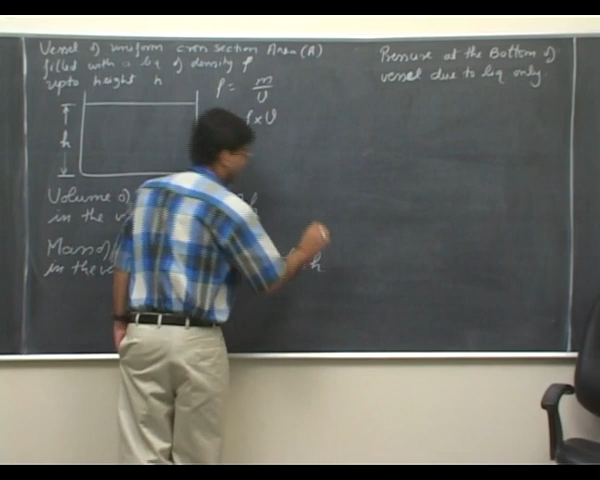 Vessel of uniform cross section Area (A)
filled with a liq of density ρ
upto height h
ρ = m / V
ρ × V
h
Volume of
in the v
Mass of
in the v
h
Pressure at the Bottom of
vessel due to liq only.